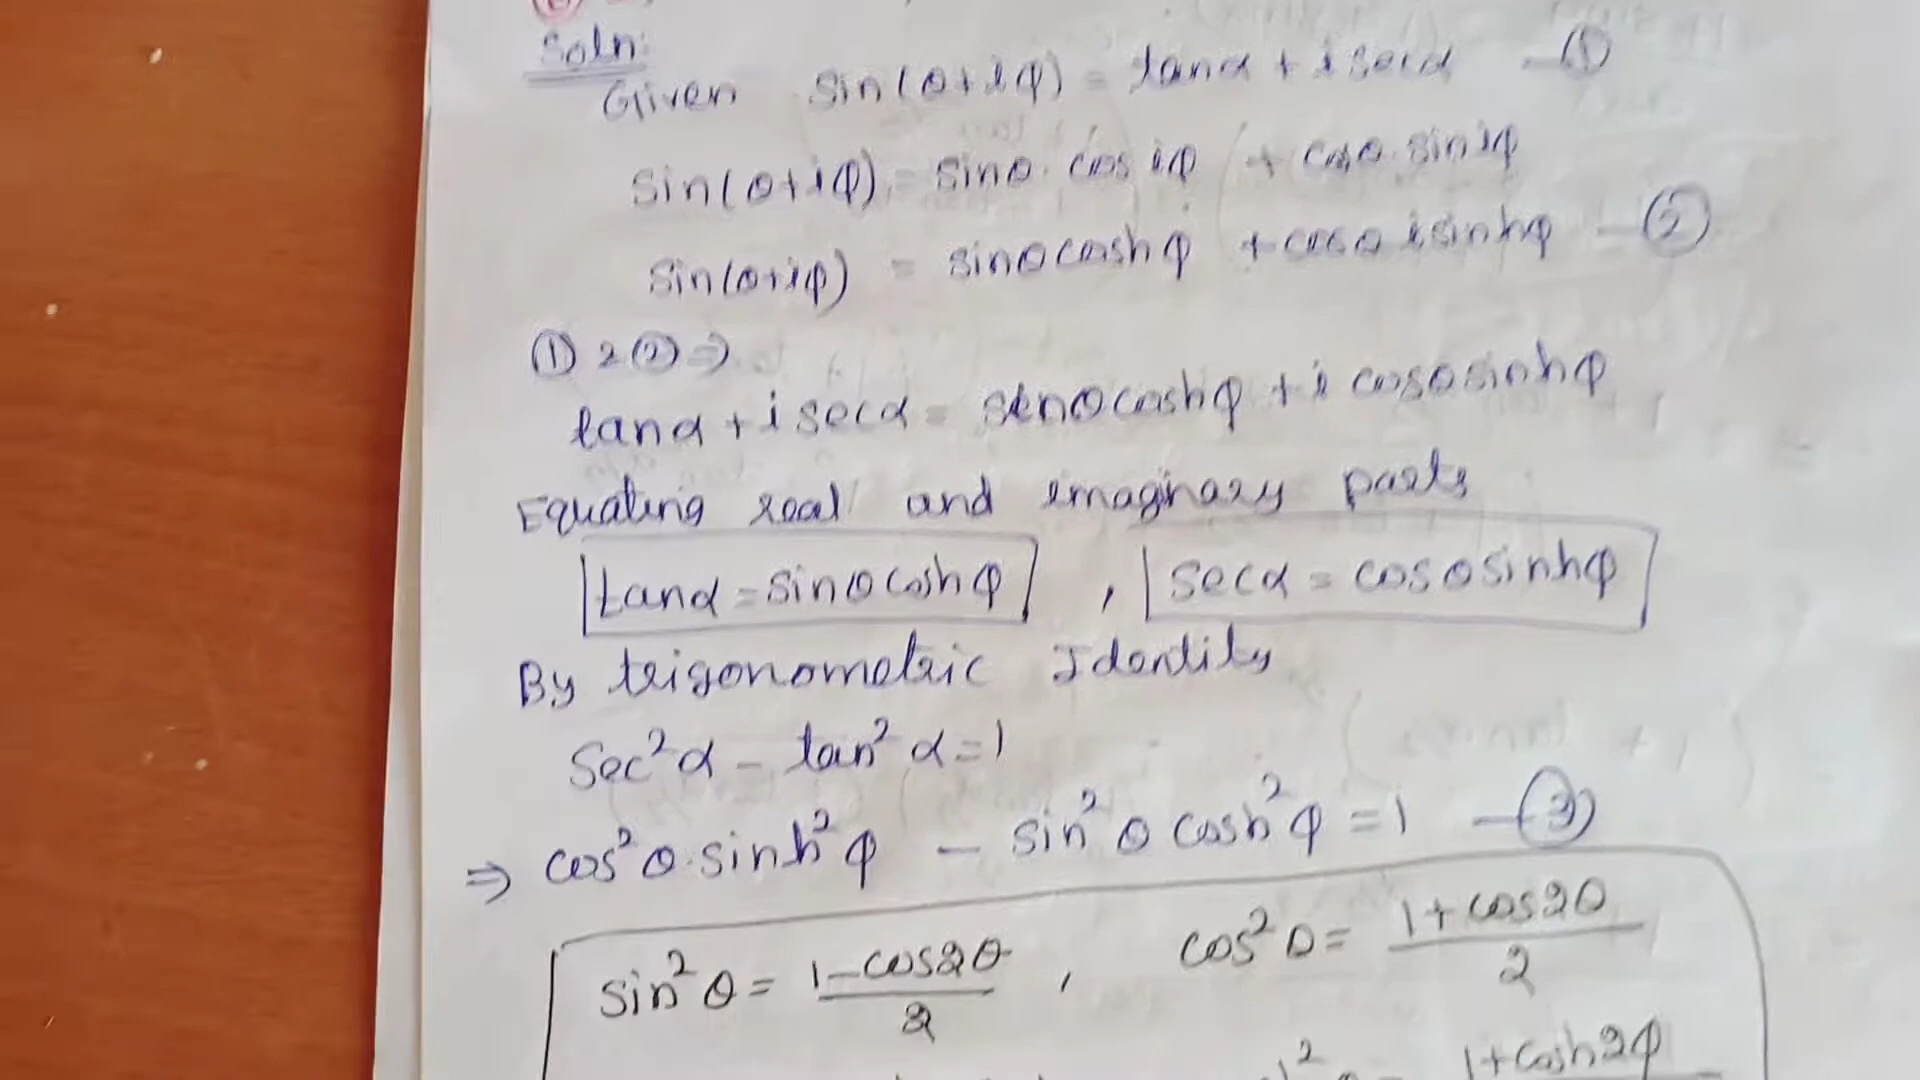 Soln:
Given sin(θ+iφ) = tanα + i secα —①
sin(θ+iφ) = sinθ. cos iφ + cosθ. sin iφ
sin(θ+iφ) = sinθ coshφ + cosθ i sinhφ —②
① 2 ② ⇒
tanα + i secα = sinθ coshφ + i cosθ sinhφ
Equating real and imaginary parts
tanα = sinθ coshφ , secα = cosθ sinhφ
By trigonometric Identity
Sec²α - tan²α = 1
⇒ cos²θ. sinh²φ - sin²θ cosh²φ = 1 —③
sin²θ = (1-cos2θ)/2 , cos²θ = (1+cos2θ)/2
1+cosh2φ